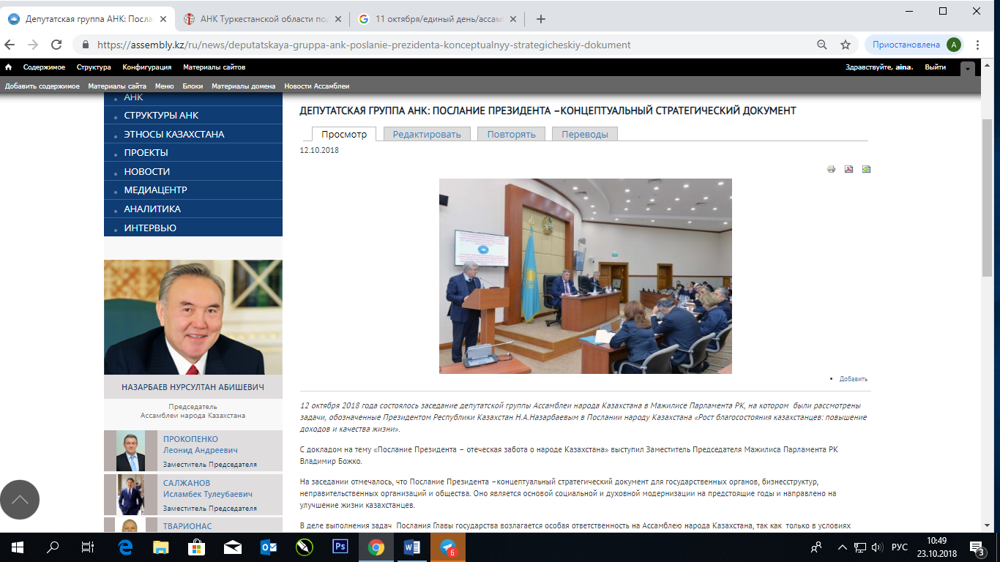 Депутатская группа АНК: Посла
АНК Туркестанской области по
11 октября/единый день/ассам
https://assembly.kz/ru/news/deputatskaya-gruppa-ank-poslanie-prezidenta-konceptualnyy-strategicheskiy-dokument
Приостановлена
A
Содержимое Структура Конфигурация Материалы сайтов
Здравствуйте, aina. Выйти
Добавить содержимое Материалы сайта Меню Блоки Материалы домена Новости Ассамблеи
АНК
СТРУКТУРЫ АНК
ЭТНОСЫ КАЗАХСТАНА
ПРОЕКТЫ
НОВОСТИ
МЕДИАЦЕНТР
АНАЛИТИКА
ИНТЕРВЬЮ
НАЗАРБАЕВ НУРСУЛТАН АБИШЕВИЧ
Председатель
Ассамблеи народа Казахстана
ПРОКОПЕНКО
Леонид Андреевич
Заместитель Председателя
САЛЖАНОВ
Исламбек Тулеубаевич
Заместитель Председателя
ТВАРИОНАС
ДЕПУТАТСКАЯ ГРУППА АНК: ПОСЛАНИЕ ПРЕЗИДЕНТА –КОНЦЕПТУАЛЬНЫЙ СТРАТЕГИЧЕСКИЙ ДОКУМЕНТ
Просмотр Редактировать Повторять Переводы
12.10.2018
Добавить
12 октября 2018 года состоялось заседание депутатской группы Ассамблеи народа Казахстана в Мажилисе Парламента РК, на котором были рассмотрены
задачи, обозначенные Президентом Республики Казахстан Н.А.Назарбаевым в Послании народу Казахстана «Рост благосостояния казахстанцев: повышение
доходов и качества жизни».
С докладом на тему «Послание Президента – отеческая забота о народе Казахстана» выступил Заместитель Председателя Мажилиса Парламента РК
Владимир Божко.
На заседании отмечалось, что Послание Президента –концептуальный стратегический документ для государственных органов, бизнесструктур,
неправительственных организаций и общества. Оно является основой социальной и духовной модернизации на предстоящие годы и направлено на
улучшение жизни казахстанцев.
В деле выполнения задач Послания Главы государства возлагается особая ответственность на Ассамблею народа Казахстана, так как только в условиях
Ps
6
РУС
10:49
23.10.2018
3